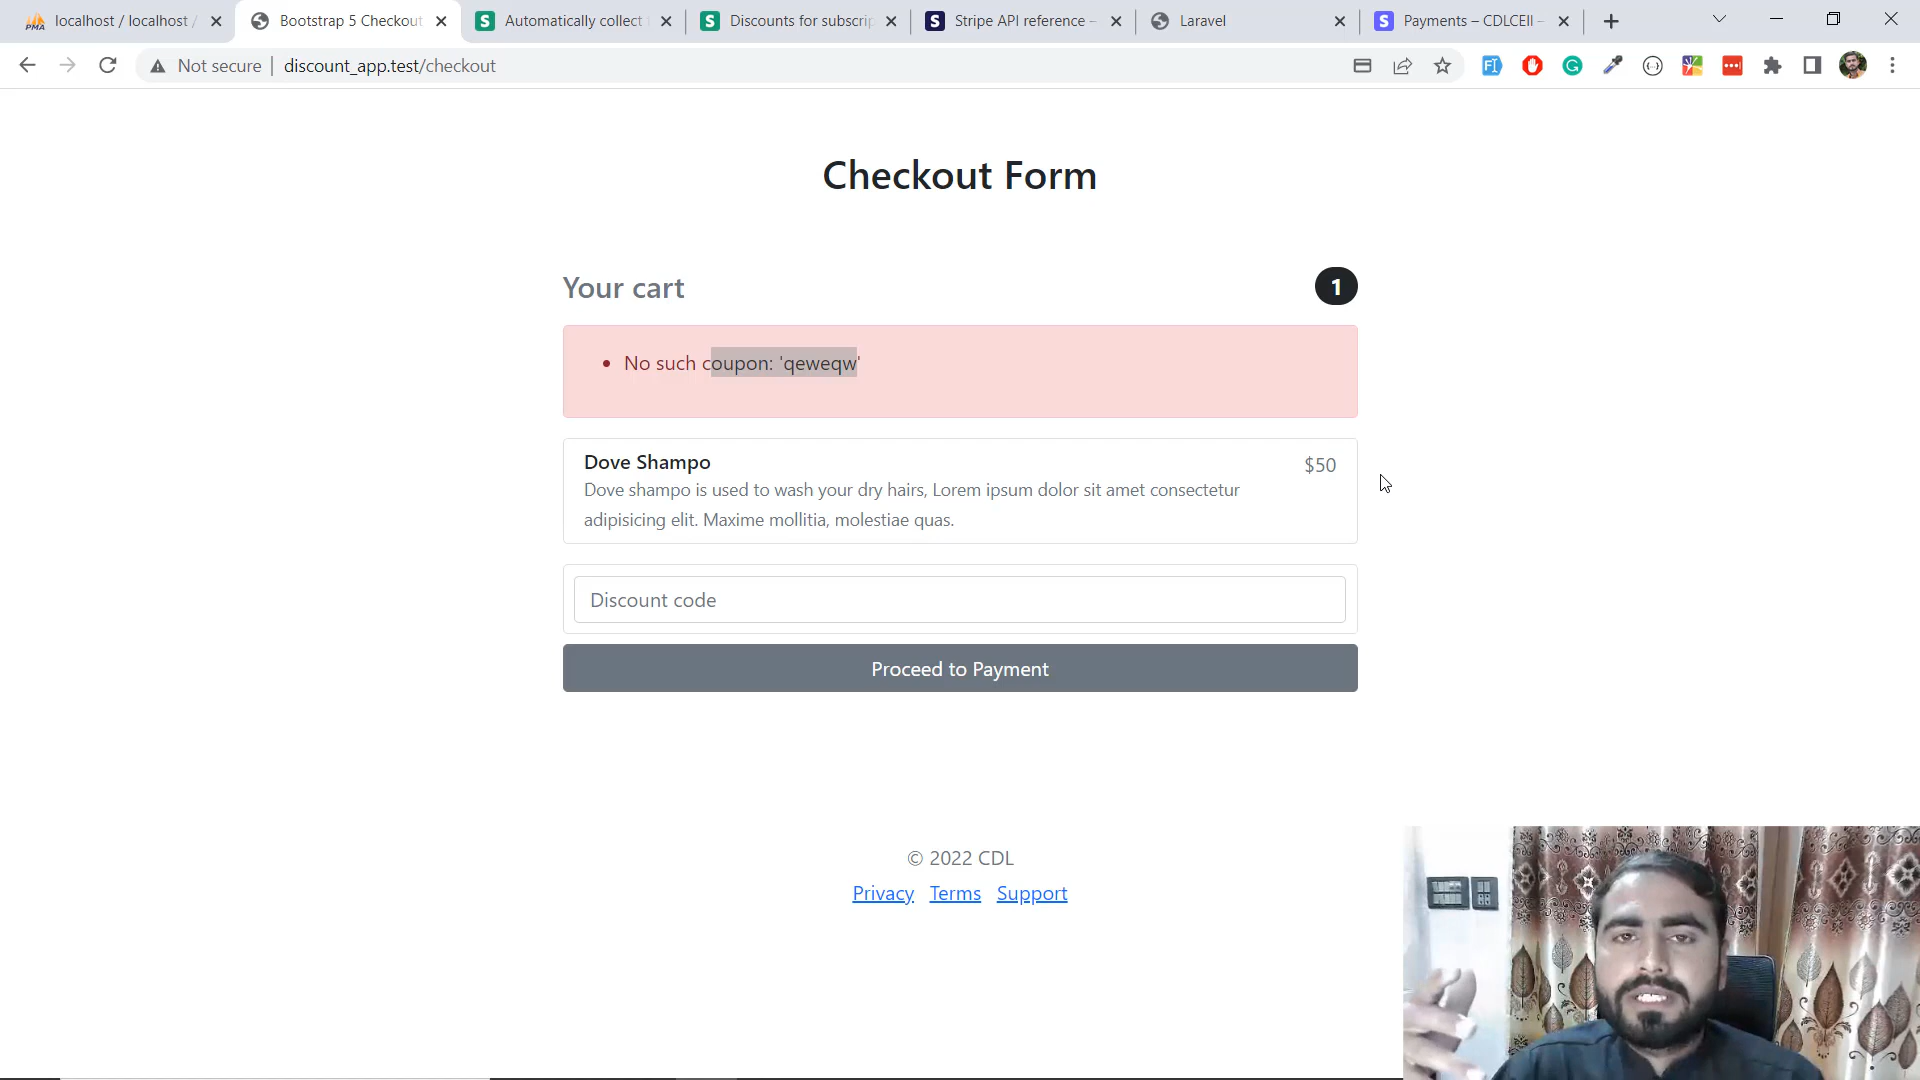 localhost / localhost /
Bootstrap 5 Checkout
Automatically collect
Discounts for subscrip
Stripe API reference –
Laravel
Payments – CDLCEll –
Not secure
discount_app.test/checkout
Checkout Form
Your cart
1
No such coupon: 'qeweqw'
Dove Shampo
$50
Dove shampo is used to wash your dry hairs, Lorem ipsum dolor sit amet consectetur
adipisicing elit. Maxime mollitia, molestiae quas.
Discount code
Proceed to Payment
© 2022 CDL
Privacy Terms Support